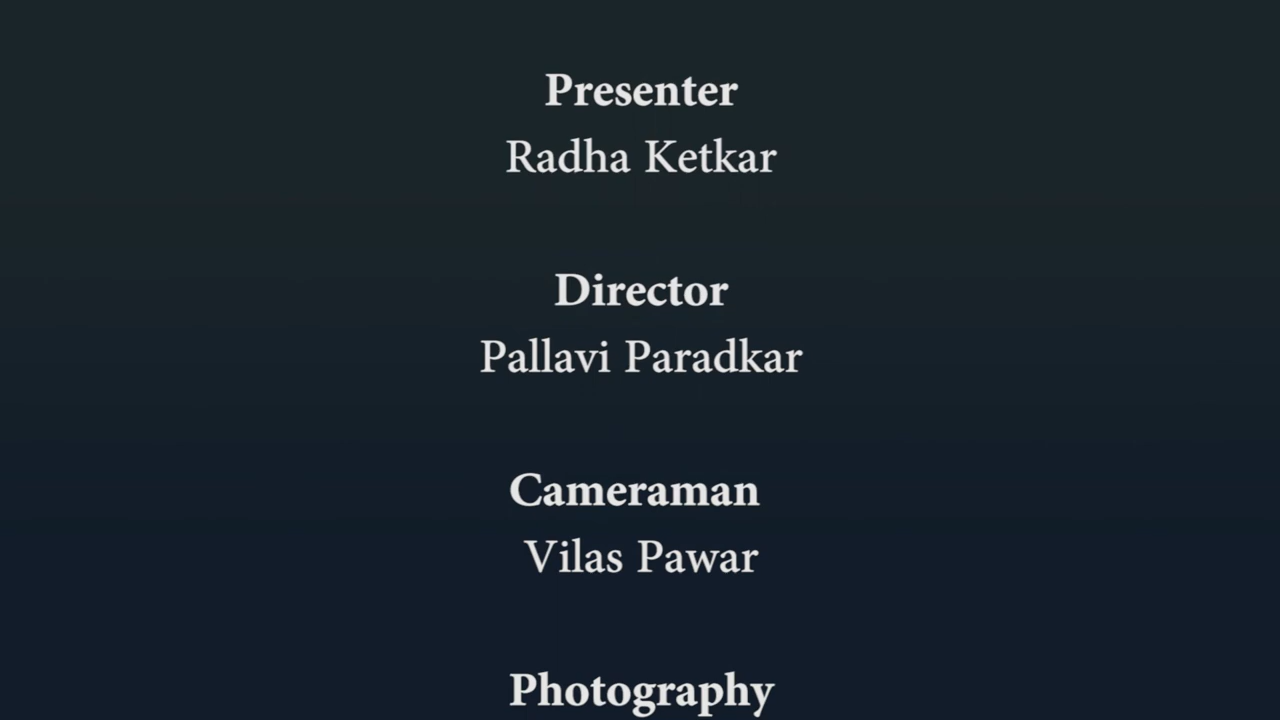 Presenter
Radha Ketkar
Director
Pallavi Paradkar
Cameraman
Vilas Pawar
Photography